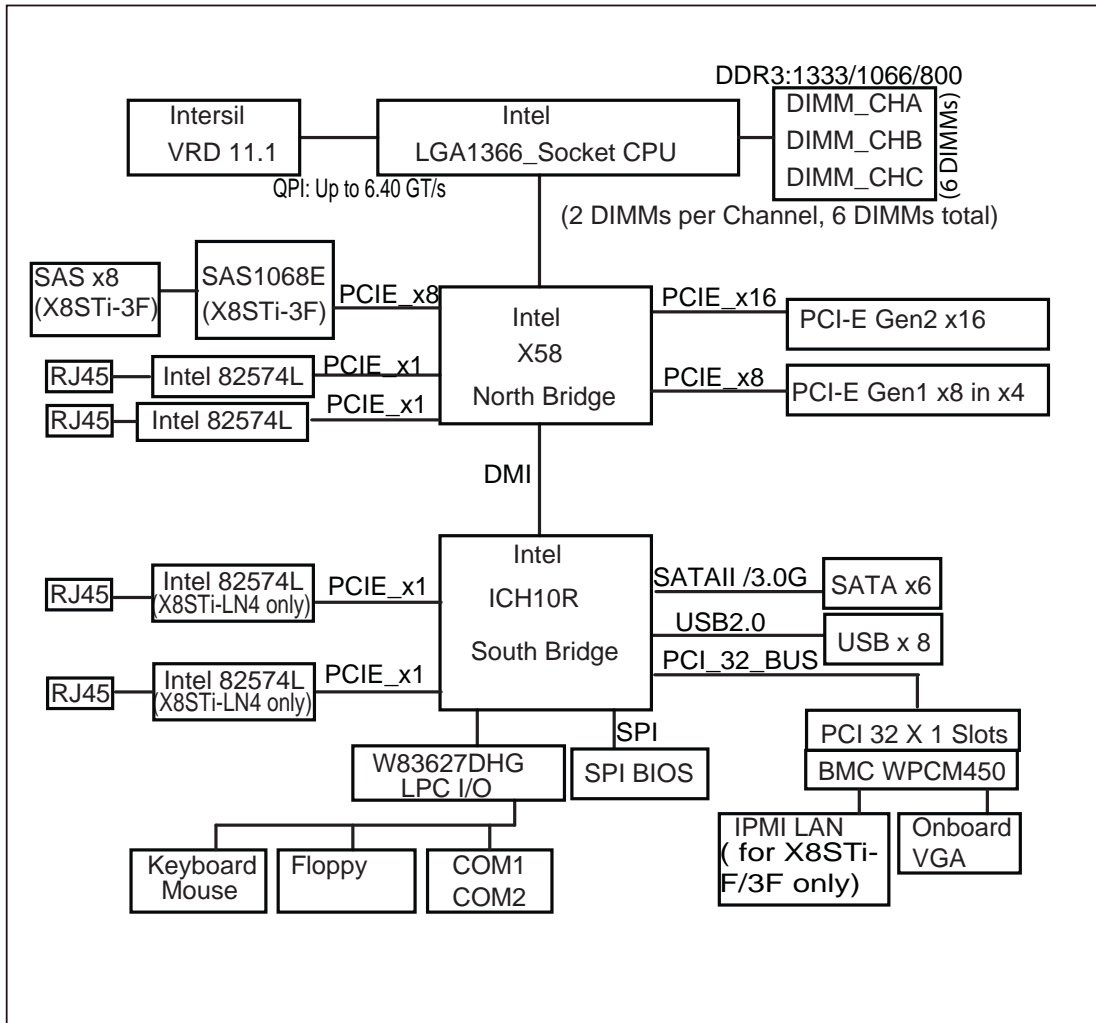 DDR3:1333/1066/800
Intersil
VRD 11.1
Intel
LGA1366_Socket CPU
DIMM_CHA
DIMM_CHB
DIMM_CHC
(6 DIMMs)
QPI: Up to 6.40 GT/s
(2 DIMMs per Channel, 6 DIMMs total)
SAS x8
(X8STi-3F)
SAS1068E
(X8STi-3F)
PCIE_x8
Intel
X58
North Bridge
PCIE_x16
PCI-E Gen2 x16
RJ45
Intel 82574L
PCIE_x1
PCIE_x8
PCI-E Gen1 x8 in x4
RJ45
Intel 82574L
PCIE_x1
DMI
Intel
ICH10R
South Bridge
RJ45
Intel 82574L
(X8STi-LN4 only)
PCIE_x1
SATAII /3.0G
SATA x6
USB2.0
USB x 8
PCI_32_BUS
RJ45
Intel 82574L
(X8STi-LN4 only)
PCIE_x1
PCI 32 X 1 Slots
BMC WPCM450
SPI
W83627DHG
LPC I/O
SPI BIOS
IPMI LAN
( for X8STi-
F/3F only)
Onboard
VGA
Keyboard
Mouse
Floppy
COM1
COM2